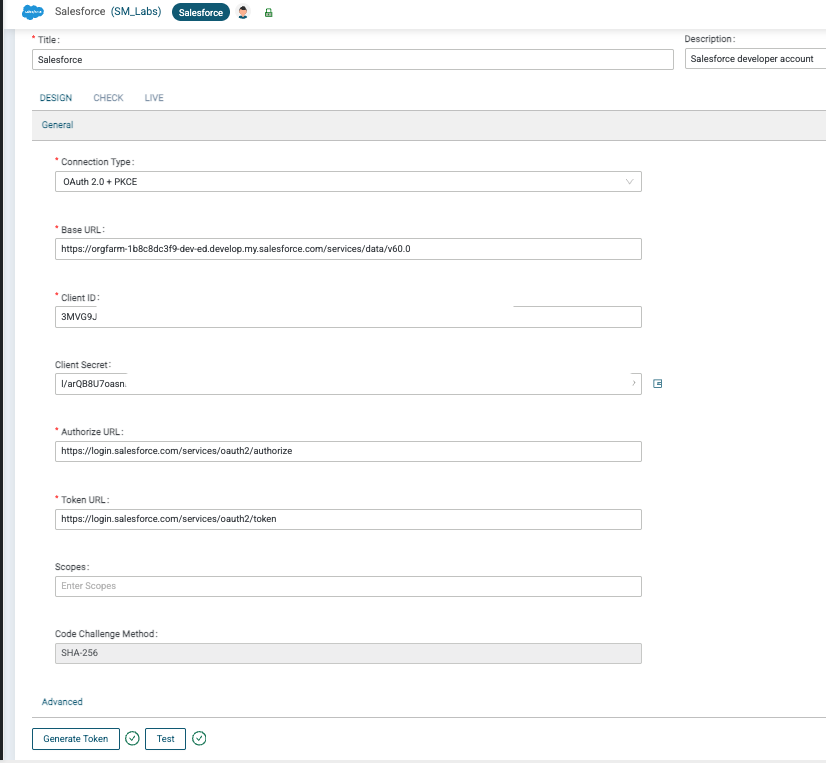 Salesforce (SM_Labs) Salesforce
* Title:
Salesforce
Description:
Salesforce developer account
DESIGN CHECK LIVE
General
* Connection Type:
OAuth 2.0 + PKCE
* Base URL:
https://orgfarm-1b8c8dc3f9-dev-ed.develop.my.salesforce.com/services/data/v60.0
* Client ID:
3MVG9J
Client Secret:
l/arQB8U7oasn.
* Authorize URL:
https://login.salesforce.com/services/oauth2/authorize
* Token URL:
https://login.salesforce.com/services/oauth2/token
Scopes:
Enter Scopes
Code Challenge Method:
SHA-256
Advanced
Generate Token Test